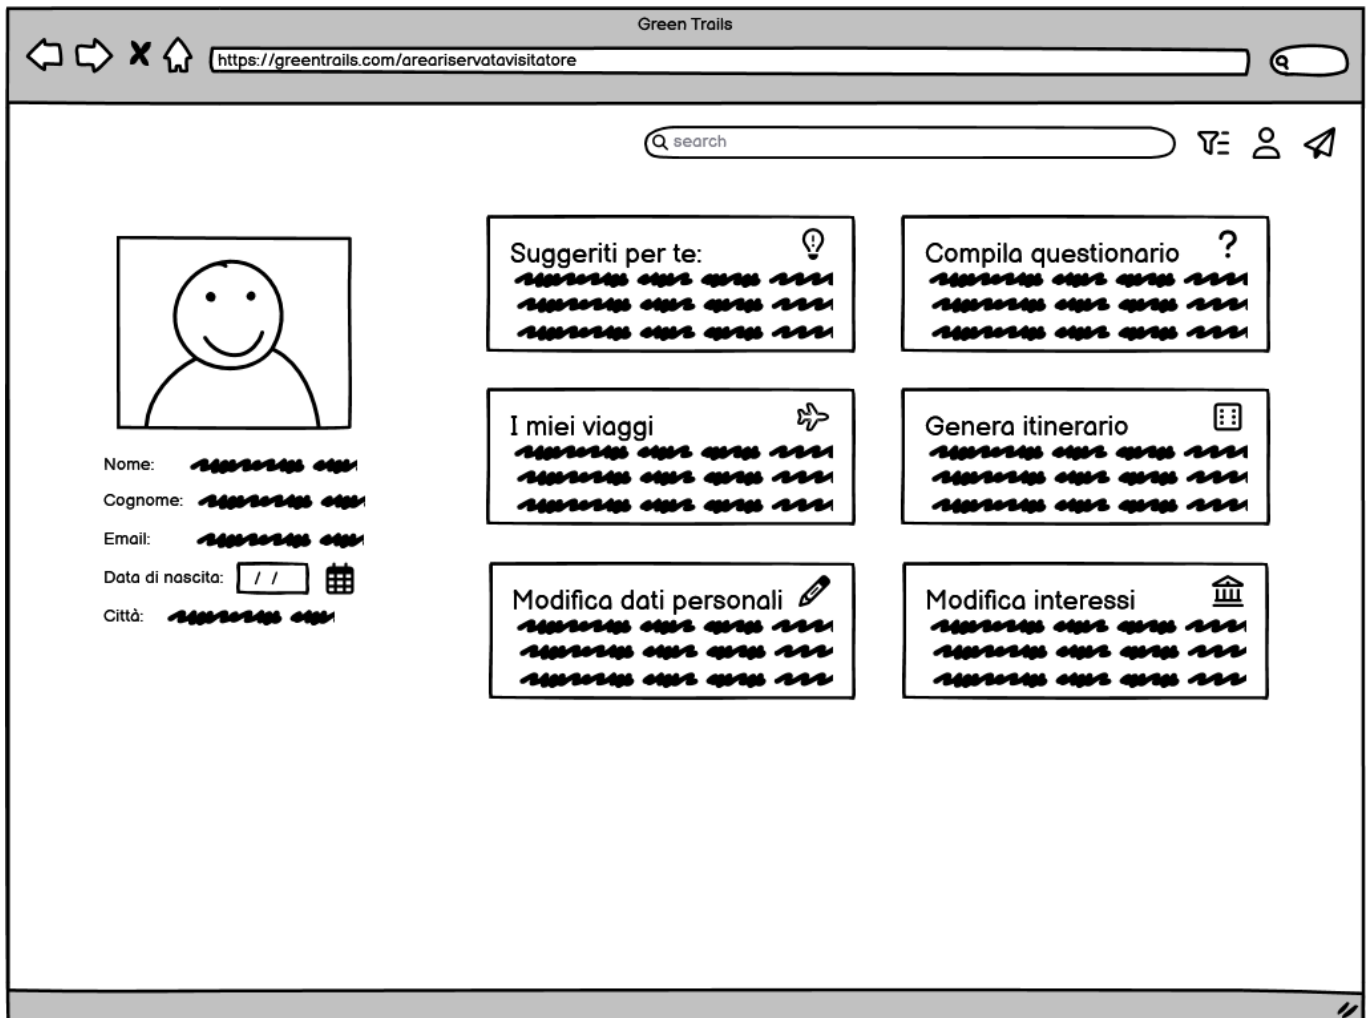 Green Trails
https://greentrails.com/areariservatavisitatore
search
Suggeriti per te:
Compila questionario
?
I miei viaggi
Genera itinerario
Nome:
Cognome:
Email:
Data di nascita: / /
Città:
Modifica dati personali
Modifica interessi